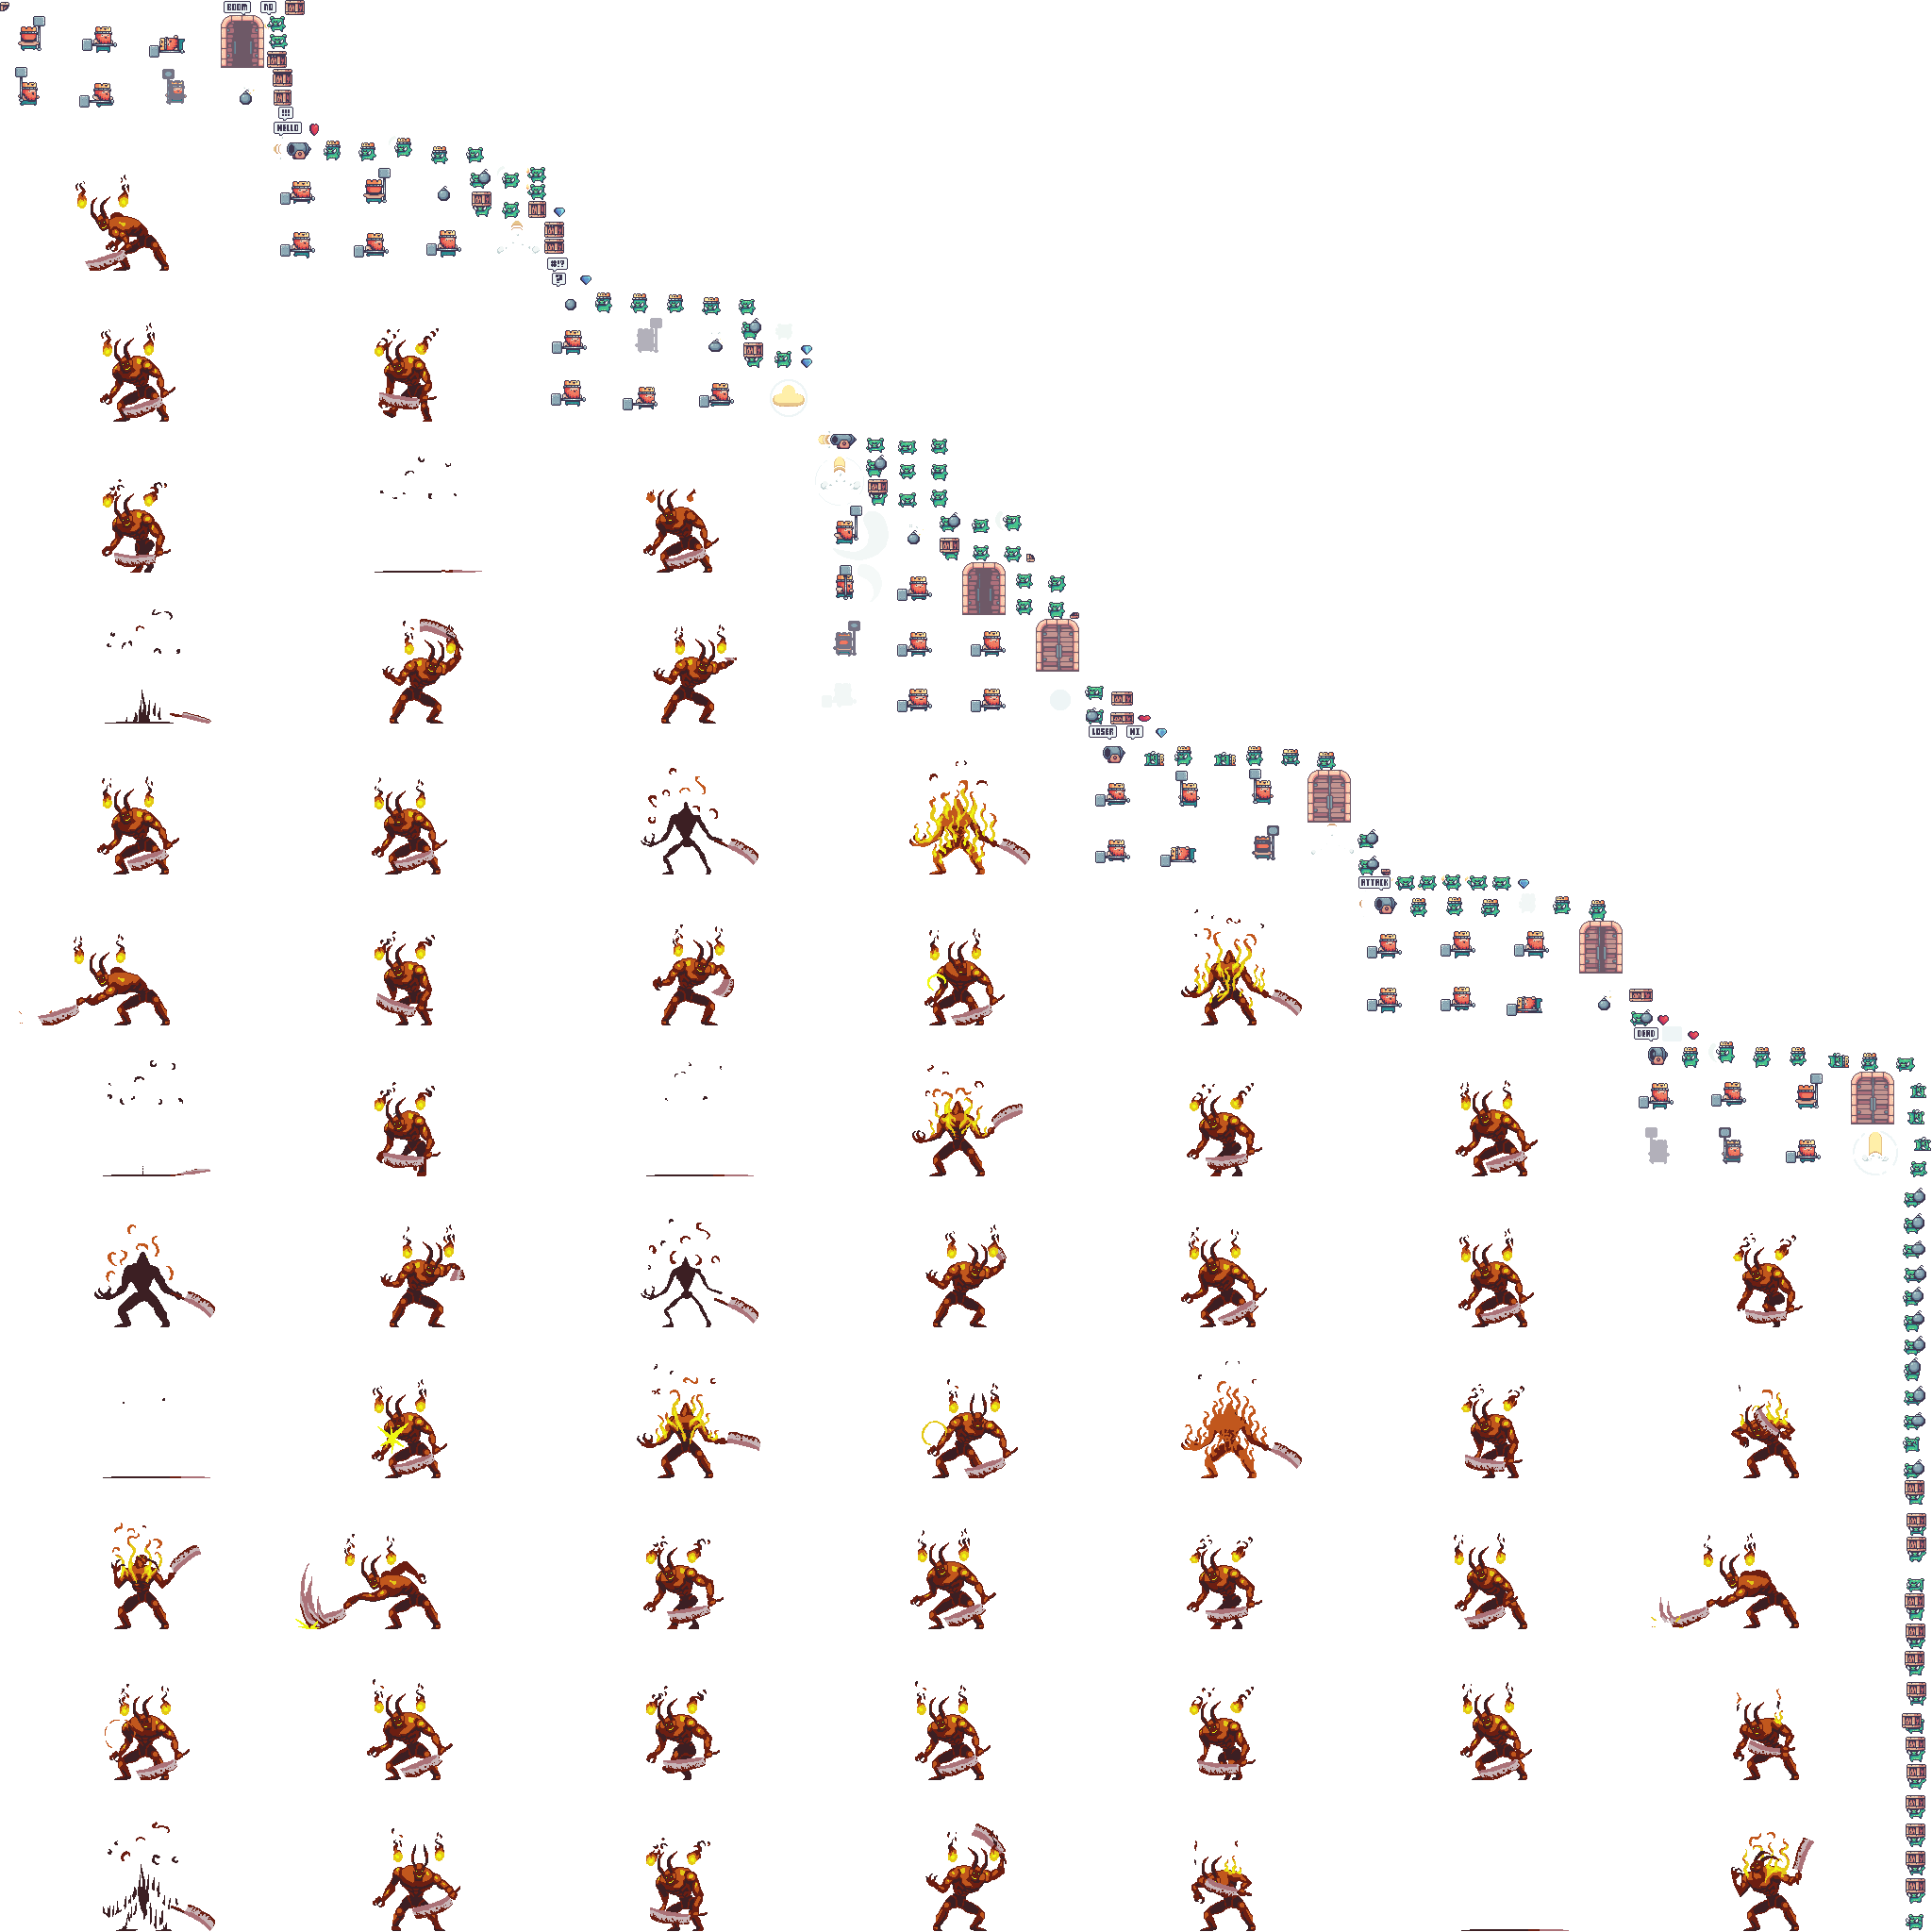 BOOM
NO
!!!
HELLO
#!?
?
LOSER
HI
ATTACK
DEAD